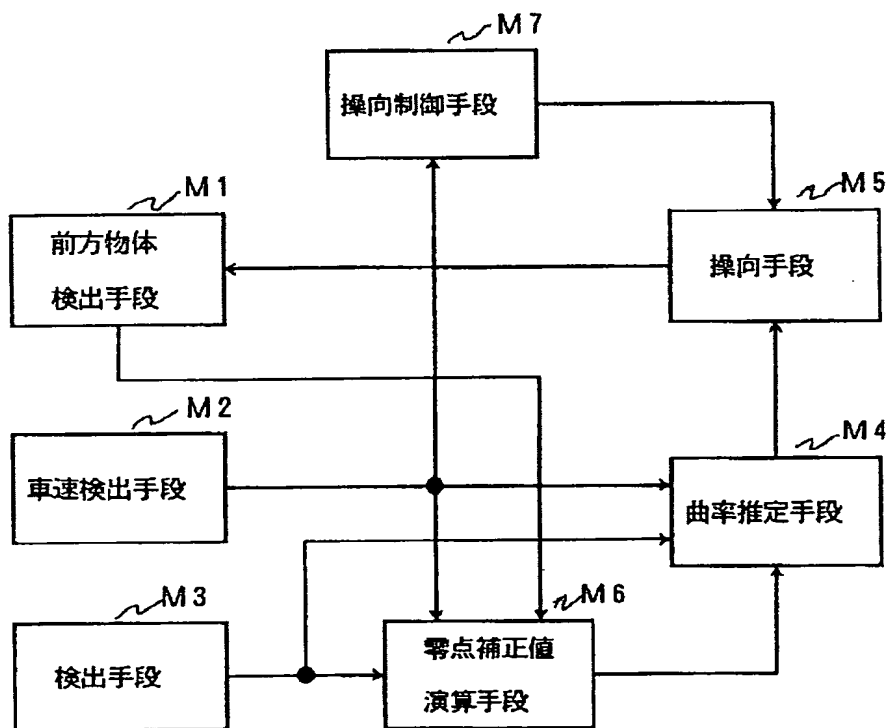 M7
操向制御手段
M1
前方物体
検出手段
M5
操向手段
M2
車速検出手段
M4
曲率推定手段
M3
検出手段
M6
零点補正値
演算手段